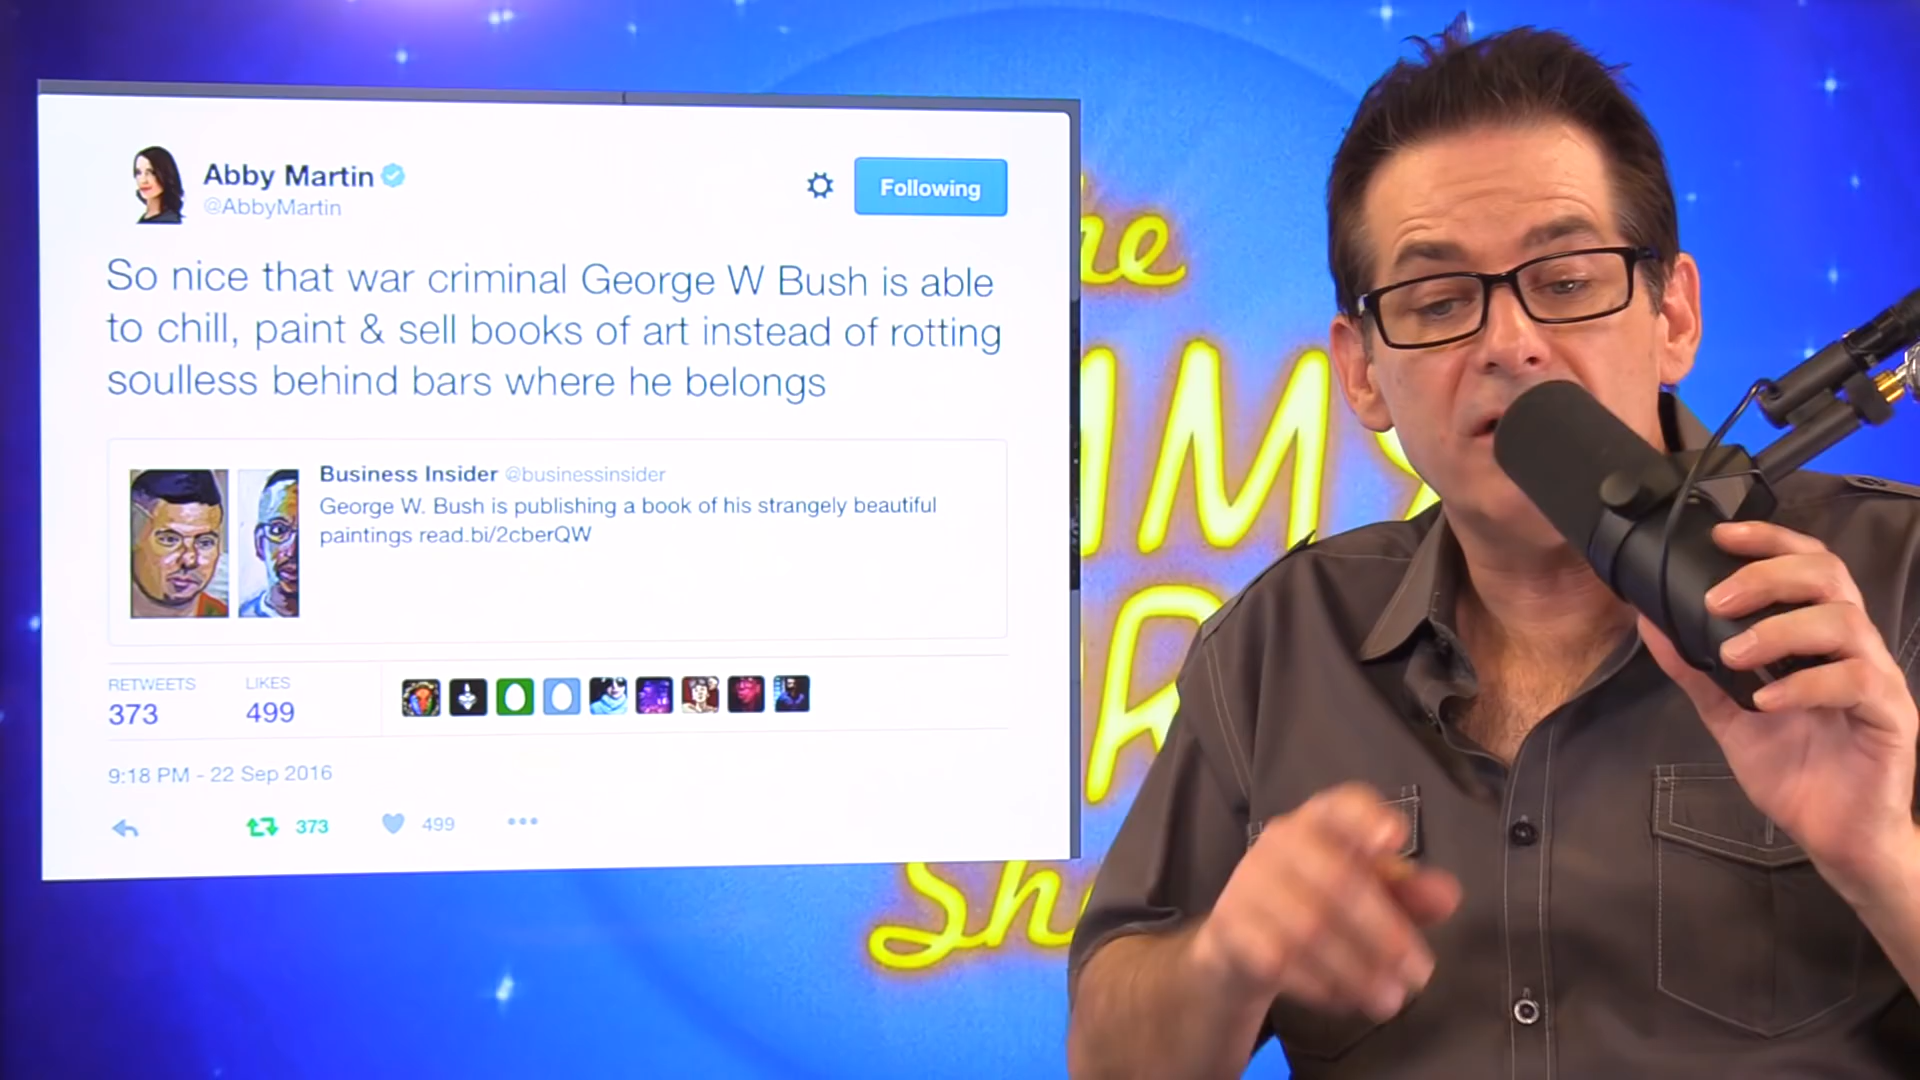 Abby Martin
@AbbyMartin
Following
So nice that war criminal George W Bush is able
to chill, paint & sell books of art instead of rotting
soulless behind bars where he belongs
Business Insider @businessinsider
George W. Bush is publishing a book of his strangely beautiful
paintings read.bi/2cberQW
RETWEETS LIKES
373 499
9:18 PM - 22 Sep 2016
373 499